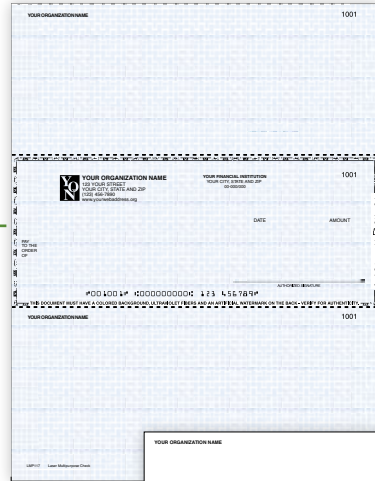 YOUR ORGANIZATION NAME 1001
YON
YOUR ORGANIZATION NAME
123 YOUR STREET
YOUR CITY, STATE AND ZIP
(123) 456-7890
www.yourwebaddress.org
YOUR FINANCIAL INSTITUTION
YOUR CITY, STATE AND ZIP
00-000/000
1001
DATE AMOUNT
PAY
TO THE
ORDER
OF
AUTHORIZED SIGNATURE
⑈001001⑈ ⑆000000000⑆ 123 456789⑈
THIS DOCUMENT MUST HAVE A COLORED BACKGROUND, ULTRAVIOLET FIBERS AND AN ARTIFICIAL WATERMARK ON THE BACK - VERIFY FOR AUTHENTICITY.
YOUR ORGANIZATION NAME 1001
YOUR ORGANIZATION NAME
LMP117 Laser Multipurpose Check